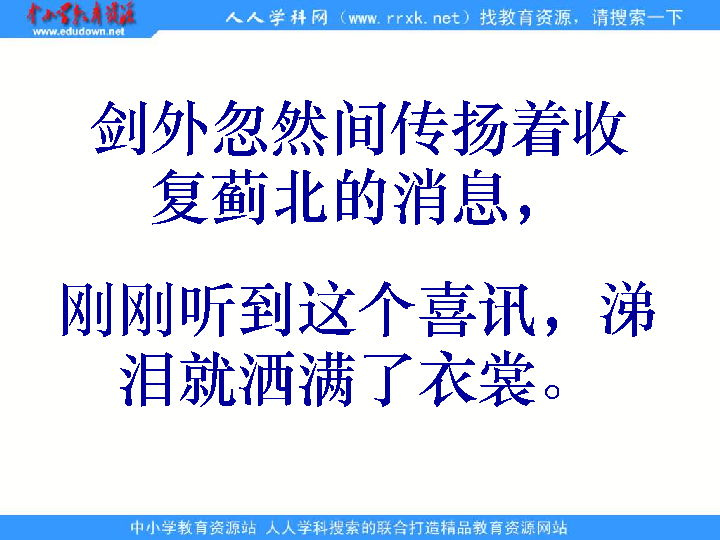 中小学教育资源
www.edudown.net
人人学科网（www.rrxk.net）找教育资源，请搜索一下
剑外忽然间传扬着收
复蓟北的消息，
刚刚听到这个喜讯，涕
泪就洒满了衣裳。
中小学教育资源站 人人学科搜索的联合打造精品教育资源网站